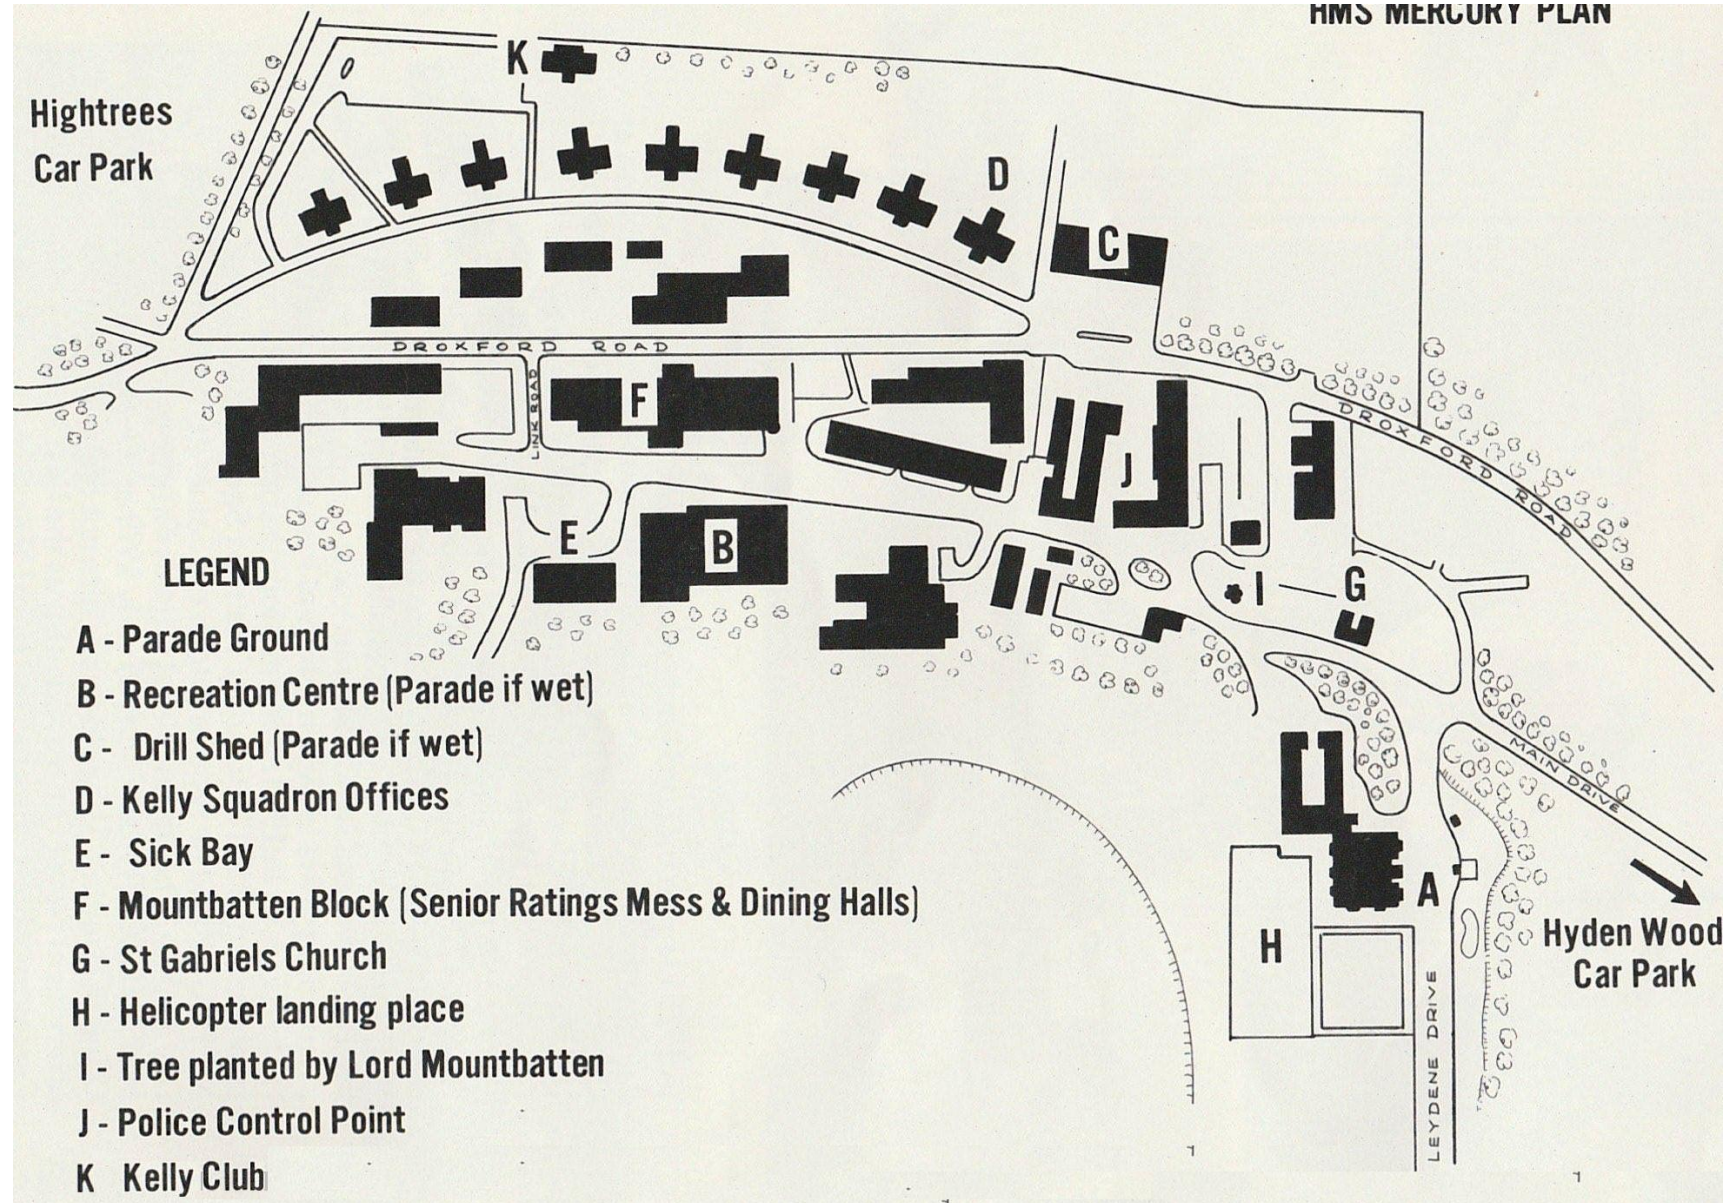 HMS MERCURY PLAN
K
Hightrees
Car Park
D
C
DROXFORD ROAD
LINK ROAD
F
DROXFORD ROAD
J
E
B
I
G
LEGEND
A - Parade Ground
B - Recreation Centre (Parade if wet)
C - Drill Shed (Parade if wet)
D - Kelly Squadron Offices
E - Sick Bay
F - Mountbatten Block (Senior Ratings Mess & Dining Halls)
G - St Gabriels Church
H - Helicopter landing place
I - Tree planted by Lord Mountbatten
J - Police Control Point
K Kelly Club
MAIN DRIVE
A
H
Hyden Wood
Car Park
LEYDENE DRIVE